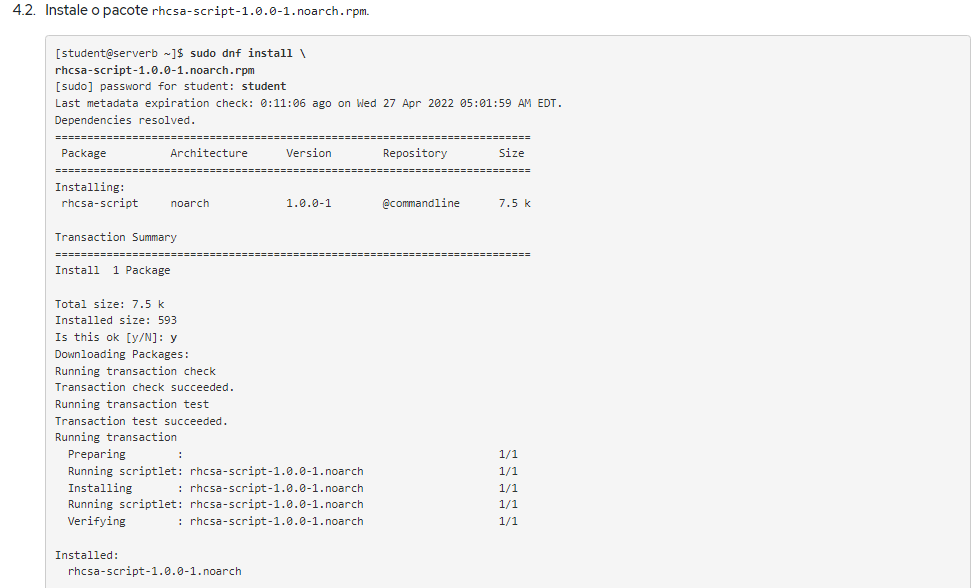 4.2. Instale o pacote rhcsa-script-1.0.0-1.noarch.rpm.
[student@serverb ~]$ sudo dnf install \
rhcsa-script-1.0.0-1.noarch.rpm
[sudo] password for student: student
Last metadata expiration check: 0:11:06 ago on Wed 27 Apr 2022 05:01:59 AM EDT.
Dependencies resolved.
==========================================================================
 Package          Architecture      Version        Repository        Size
==========================================================================
Installing:
 rhcsa-script     noarch            1.0.0-1        @commandline      7.5 k

Transaction Summary
==========================================================================
Install  1 Package

Total size: 7.5 k
Installed size: 593
Is this ok [y/N]: y
Downloading Packages:
Running transaction check
Transaction check succeeded.
Running transaction test
Transaction test succeeded.
Running transaction
  Preparing        :                                                 1/1
  Running scriptlet: rhcsa-script-1.0.0-1.noarch                     1/1
  Installing       : rhcsa-script-1.0.0-1.noarch                     1/1
  Running scriptlet: rhcsa-script-1.0.0-1.noarch                     1/1
  Verifying        : rhcsa-script-1.0.0-1.noarch                     1/1

Installed:
  rhcsa-script-1.0.0-1.noarch